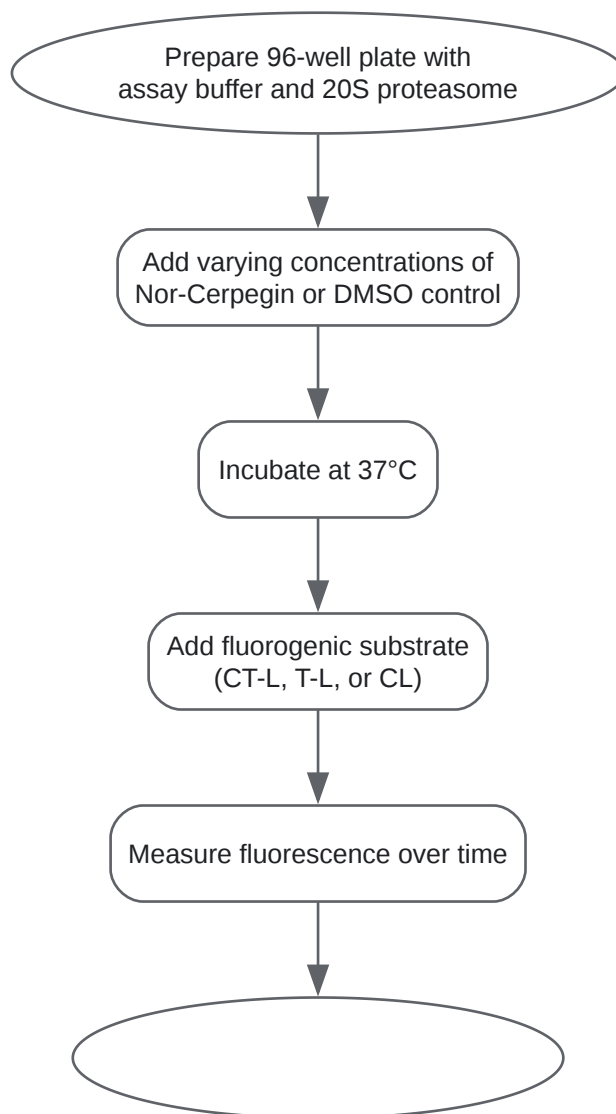 Prepare 96-well plate with
assay buffer and 20S proteasome
Add varying concentrations of
Nor-Cerpegin or DMSO control
Incubate at 37°C
Add fluorogenic substrate
(CT-L, T-L, or CL)
Measure fluorescence over time